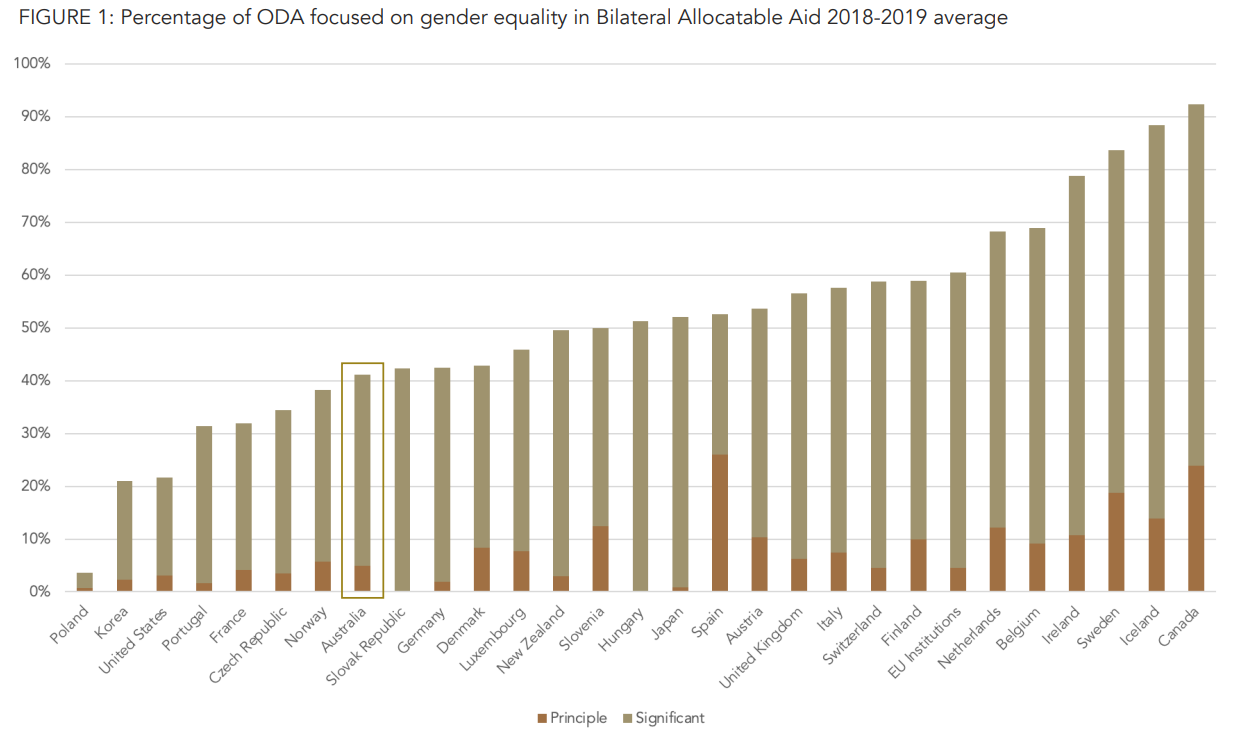 FIGURE 1: Percentage of ODA focused on gender equality in Bilateral Allocatable Aid 2018-2019 average
100%
90%
80%
70%
60%
50%
40%
30%
20%
10%
0%
Poland
Korea
United States
Portugal
France
Czech Republic
Norway
Australia
Slovak Republic
Germany
Denmark
Luxembourg
New Zealand
Slovenia
Hungary
Japan
Spain
Austria
United Kingdom
Italy
Switzerland
Finland
EU Institutions
Netherlands
Belgium
Ireland
Sweden
Iceland
Canada
Principle Significant